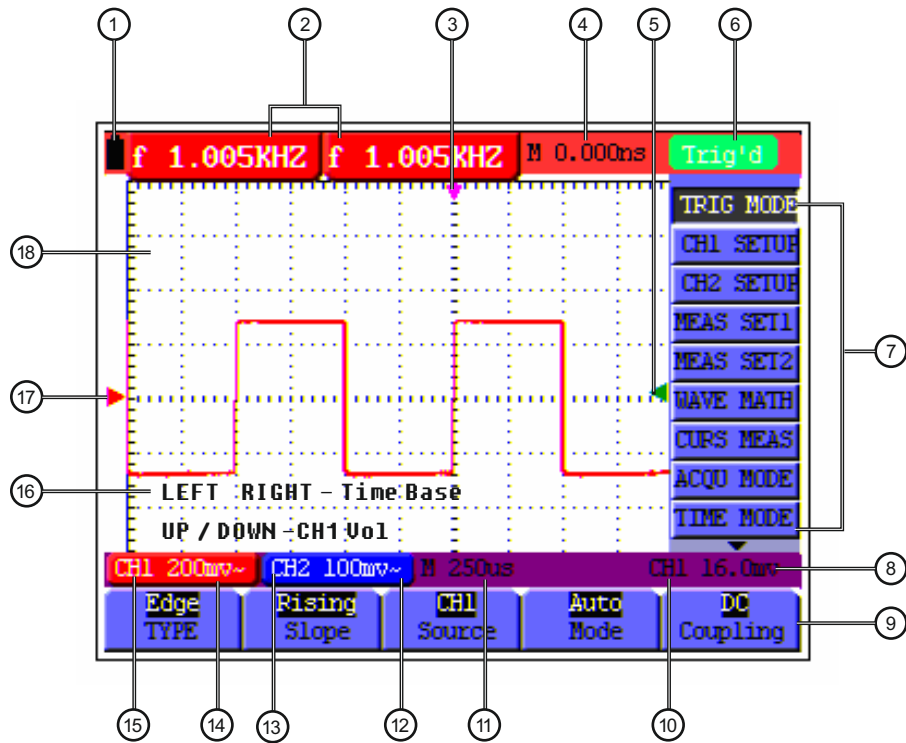 1 2 3 4 5 6
f 1.005KHZ f 1.005KHZ M 0.000ns Trig'd
TRIG MODE
CH1 SETUP
18
CH2 SETUP
MEAS SET1
7
MEAS SET2
17
WAVE MATH
CURS MEAS
16
LEFT RIGHT - Time Base
ACQU MODE
UP / DOWN -CH1 Vol
TIME MODE
CH1 200mv~ CH2 100mv~ M 250us CH1 16.0mv
8
Edge Rising CH1 Auto DC
TYPE Slope Source Mode Coupling
9
15 14 13 12 11 10